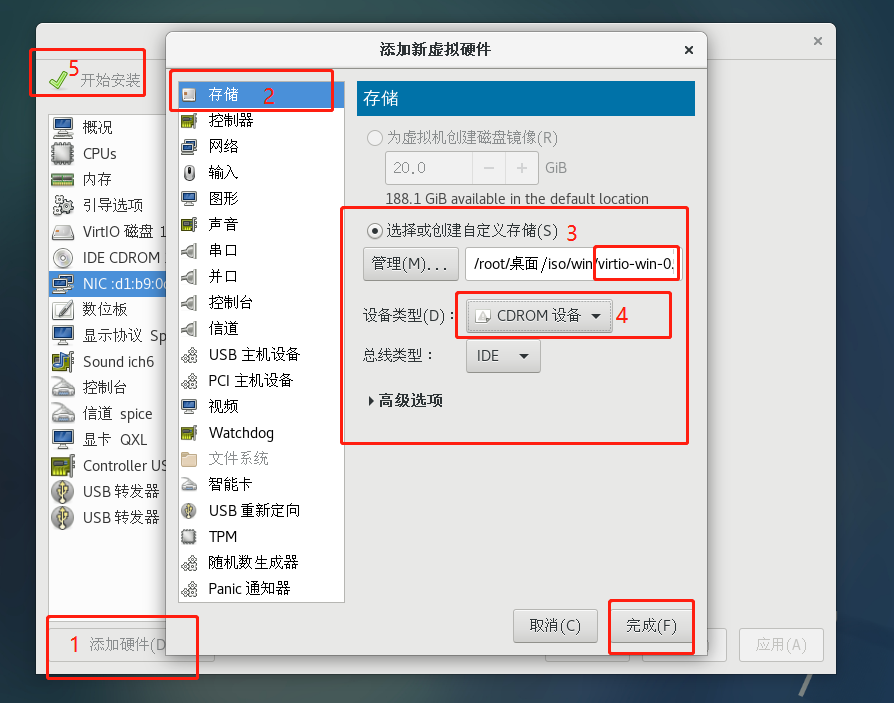 添加新虚拟硬件
5
开始安装
概况
CPUs
内存
引导选项
VirtIO 磁盘 1
IDE CDROM
NIC :d1:b9:0
数位板
显示协议 Sp
Sound ich6
控制台
信道 spice
显卡 QXL
Controller US
USB 转发器
USB 转发器
1 添加硬件(D
存储 2
控制器
网络
输入
图形
声音
串口
并口
控制台
信道
USB 主机设备
PCI 主机设备
视频
Watchdog
文件系统
智能卡
USB 重新定向
TPM
随机数生成器
Panic 通知器
存储
为虚拟机创建磁盘镜像(R)
20.0 − + GiB
188.1 GiB available in the default location
选择或创建自定义存储(S) 3
管理(M)... /root/桌面/iso/win/virtio-win-0
设备类型(D)： CDROM 设备 4
总线类型： IDE
高级选项
取消(C) 完成(F)
) 应用(A)